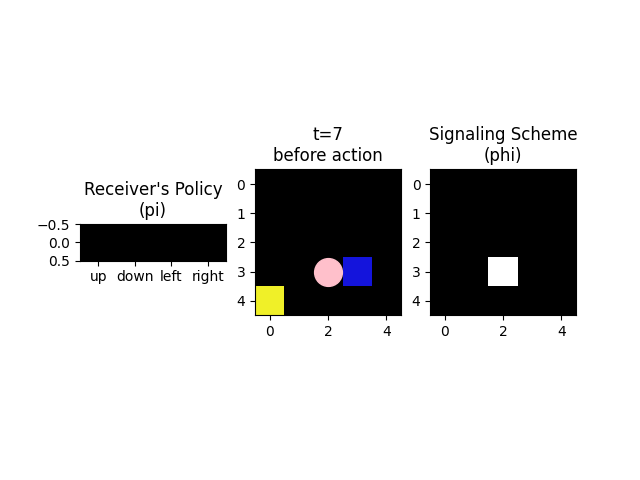 Receiver's Policy
(pi)
−0.5
0.0
0.5
up down left right
t=7
before action
0
1
2
3
4
0 2 4
Signaling Scheme
(phi)
0
1
2
3
4
0 2 4